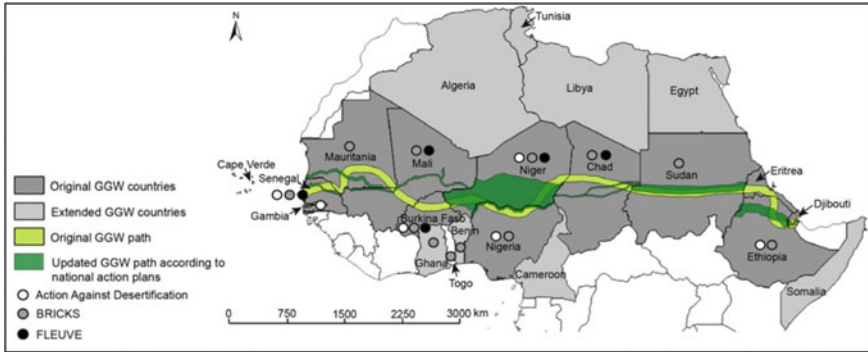 N
Tunisia
Algeria
Libya
Egypt
Mauritania
Mali
Niger
Chad
Sudan
Eritrea
Cape Verde
Senegal
Djibouti
Gambia
Burkina Faso
Benin
Nigeria
Ghana
Togo
Cameroon
Ethiopia
Somalia
Original GGW countries
Extended GGW countries
Original GGW path
Updated GGW path according to
national action plans
Action Against Desertification
BRICKS
FLEUVE
0 750 1500 2250 3000 km